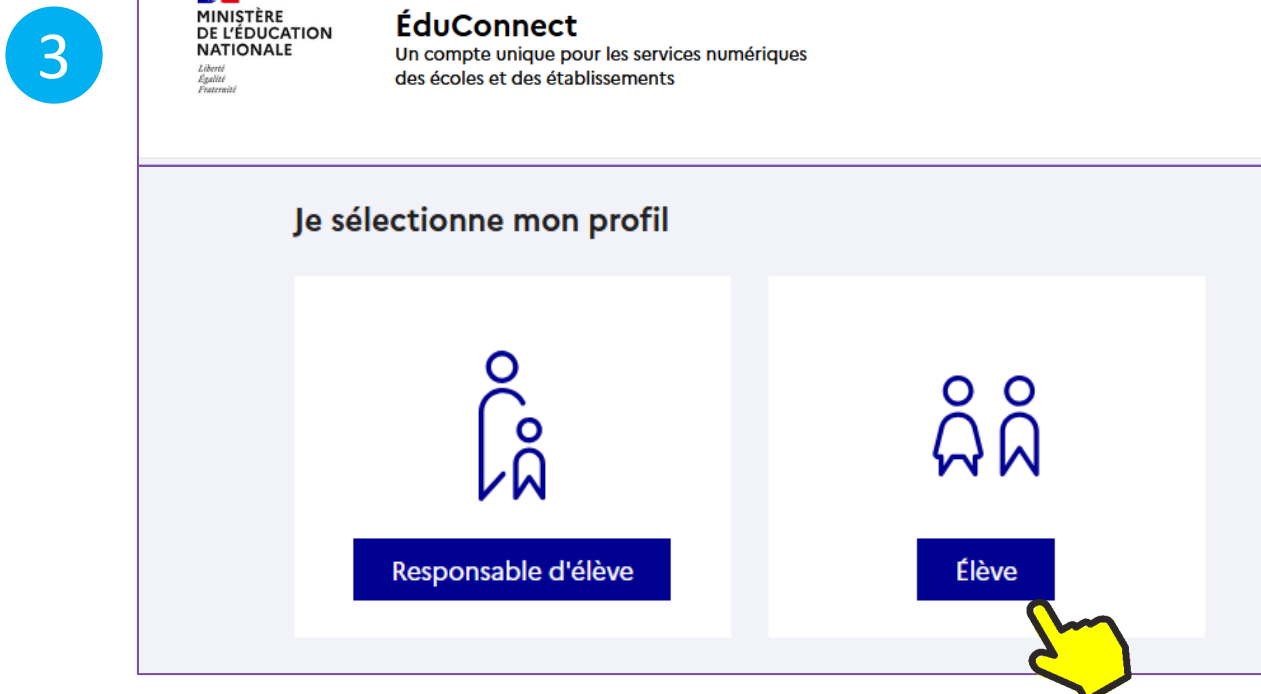 3
MINISTÈRE
DE L'ÉDUCATION
NATIONALE
Liberté
Égalité
Fraternité
ÉduConnect
Un compte unique pour les services numériques
des écoles et des établissements
Je sélectionne mon profil
Responsable d'élève
Élève